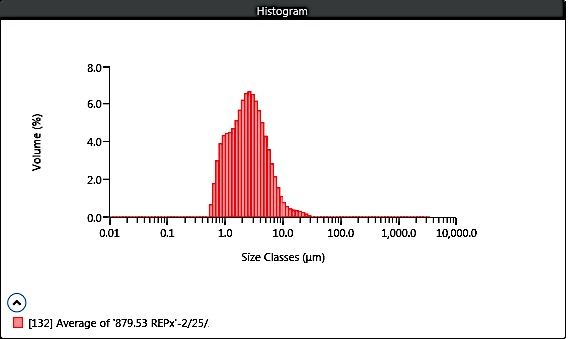 Histogram
8.0
6.0
4.0
2.0
0.0
Volume (%)
0.01 0.1 1.0 10.0 100.0 1,000.0 10,000.0
Size Classes (μm)
[132] Average of '879.53 REPx'-2/25/.